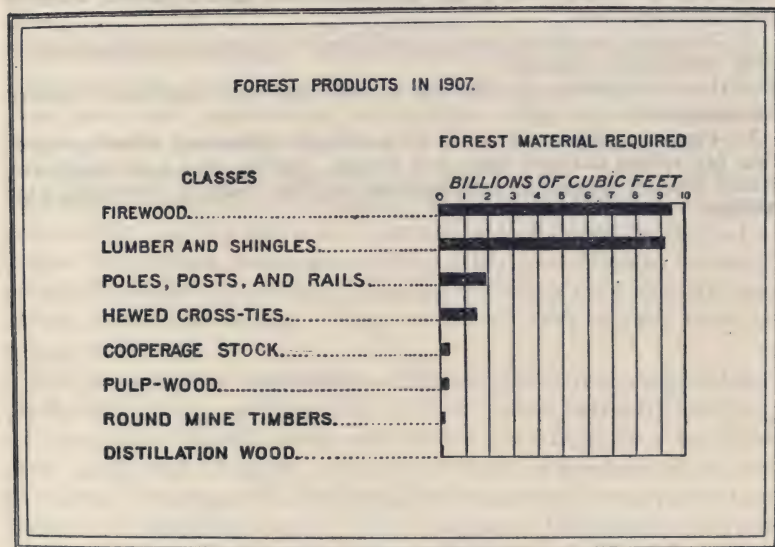 FOREST PRODUCTS IN 1907.
FOREST MATERIAL REQUIRED
CLASSES
BILLIONS OF CUBIC FEET
0 1 2 3 4 5 6 7 8 9 10
FIREWOOD
LUMBER AND SHINGLES
POLES, POSTS, AND RAILS
HEWED CROSS-TIES
COOPERAGE STOCK
PULP-WOOD
ROUND MINE TIMBERS
DISTILLATION WOOD